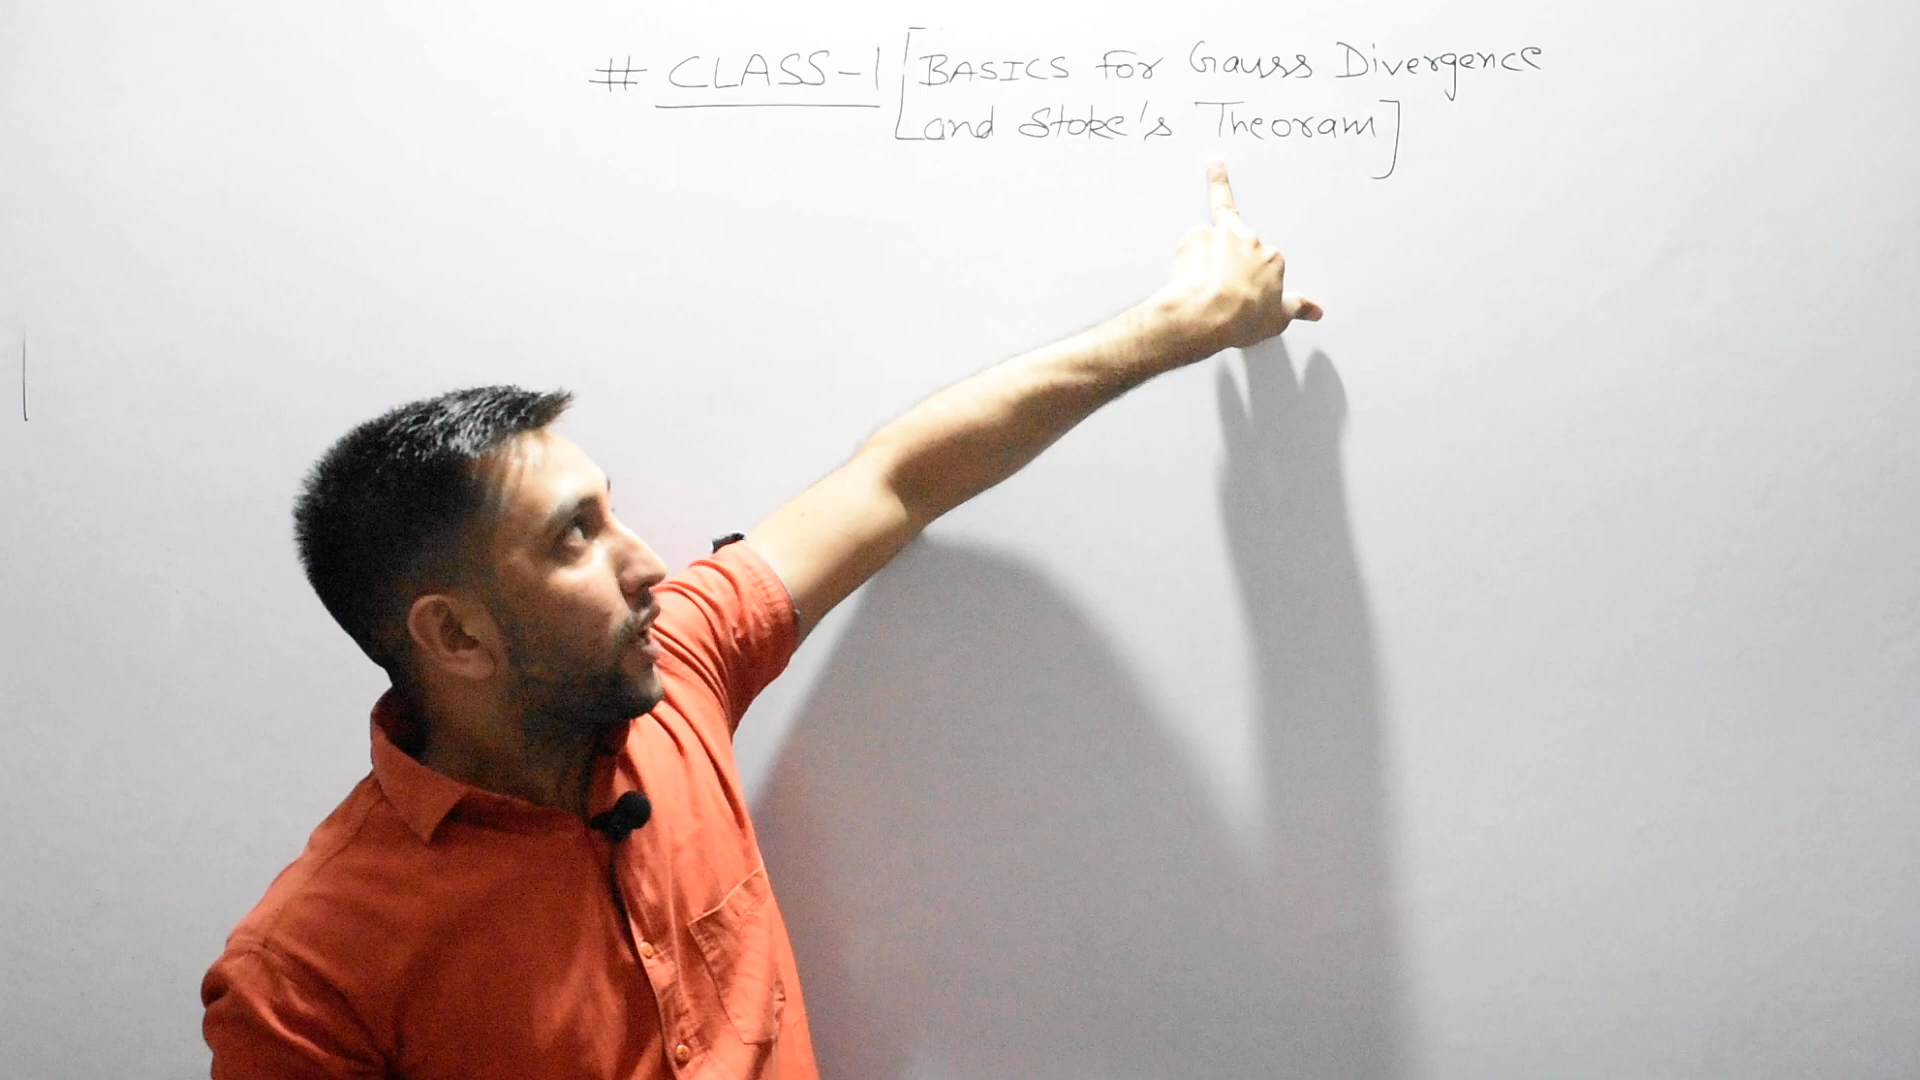 # CLASS-1 [BASICS for Gauss Divergence
and Stoke's Theoram]